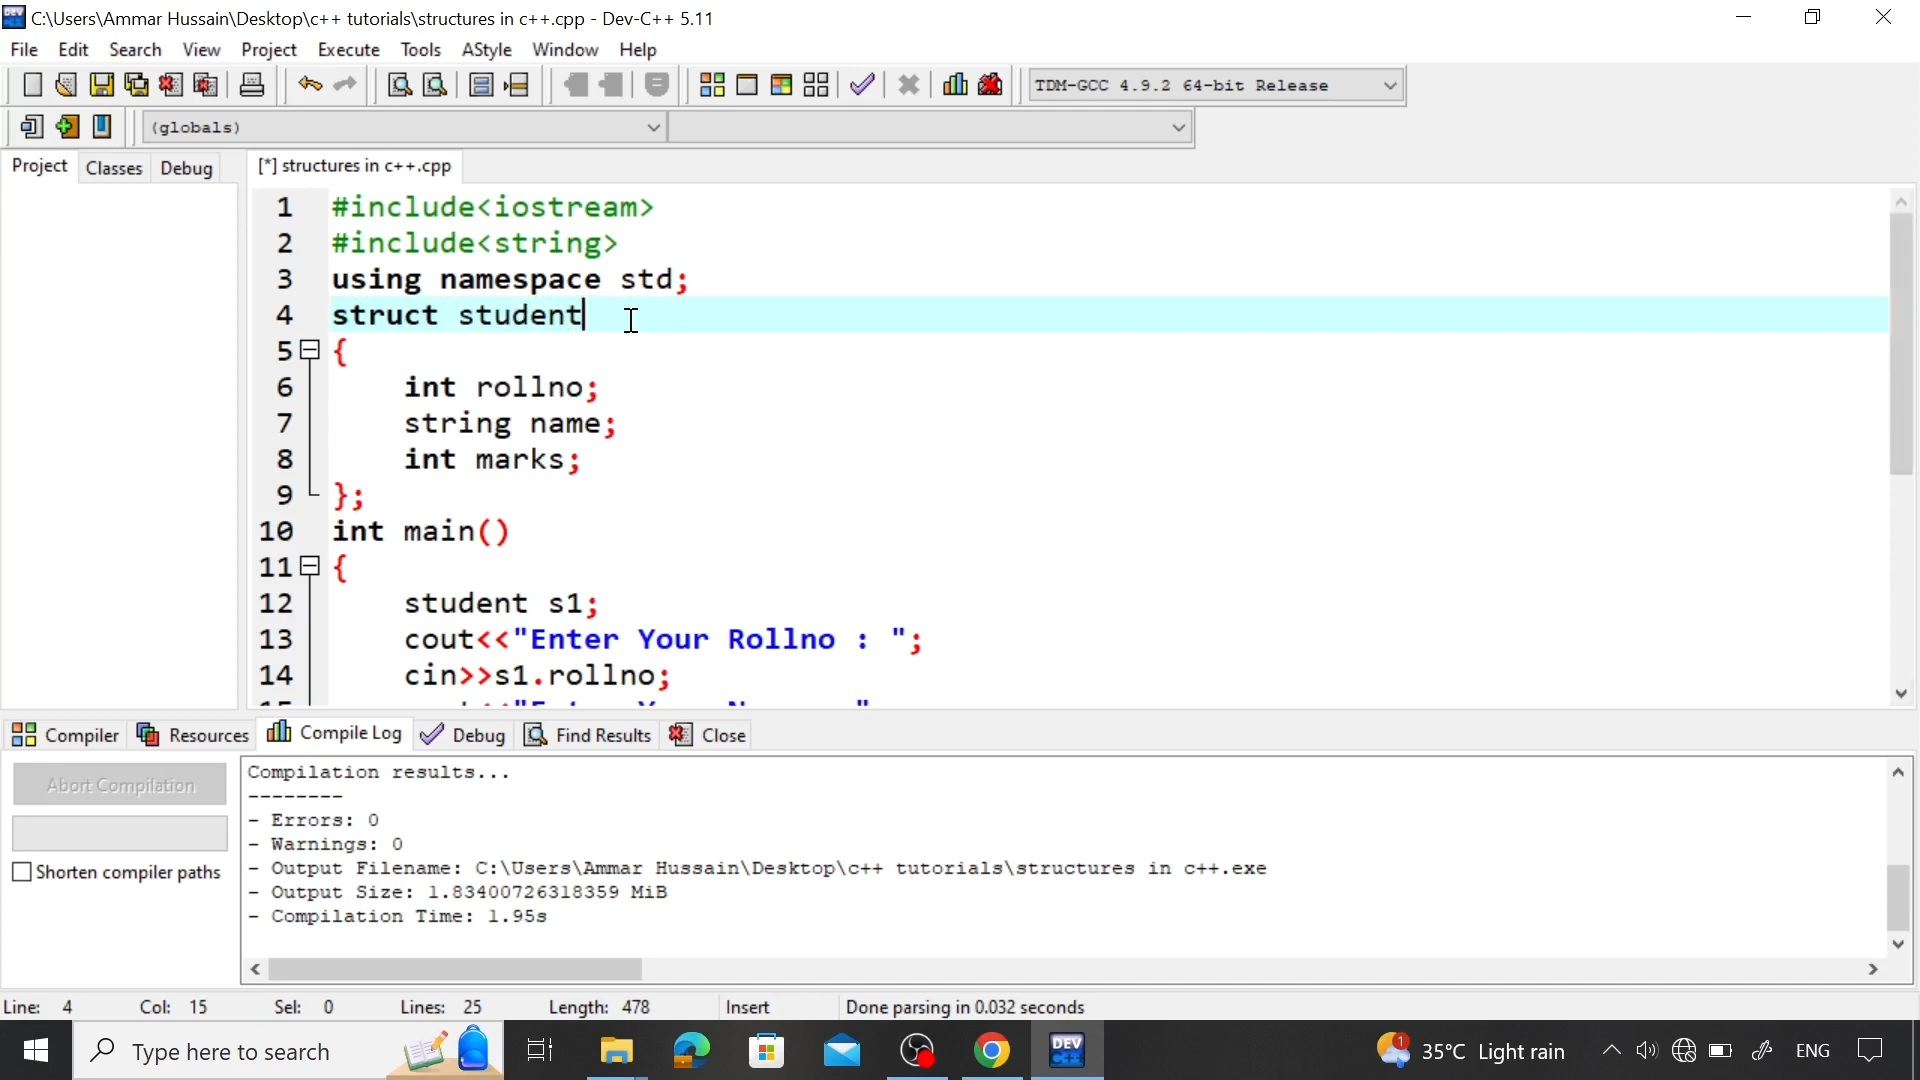 C:\Users\Ammar Hussain\Desktop\c++ tutorials\structures in c++.cpp - Dev-C++ 5.11
File Edit Search View Project Execute Tools AStyle Window Help
TDM-GCC 4.9.2 64-bit Release
(globals)
Project Classes Debug [*] structures in c++.cpp
1 #include<iostream>
2 #include<string>
3 using namespace std;
4 struct student
5 {
6 int rollno;
7 string name;
8 int marks;
9 };
10 int main()
11 {
12 student s1;
13 cout<<"Enter Your Rollno : ";
14 cin>>s1.rollno;
Compiler Resources Compile Log Debug Find Results Close
Abort Compilation
Shorten compiler paths
Compilation results...
--------
- Errors: 0
- Warnings: 0
- Output Filename: C:\Users\Ammar Hussain\Desktop\c++ tutorials\structures in c++.exe
- Output Size: 1.83400726318359 MiB
- Compilation Time: 1.95s
Line: 4 Col: 15 Sel: 0 Lines: 25 Length: 478 Insert Done parsing in 0.032 seconds
Type here to search
DEV C++
1
35°C Light rain
ENG